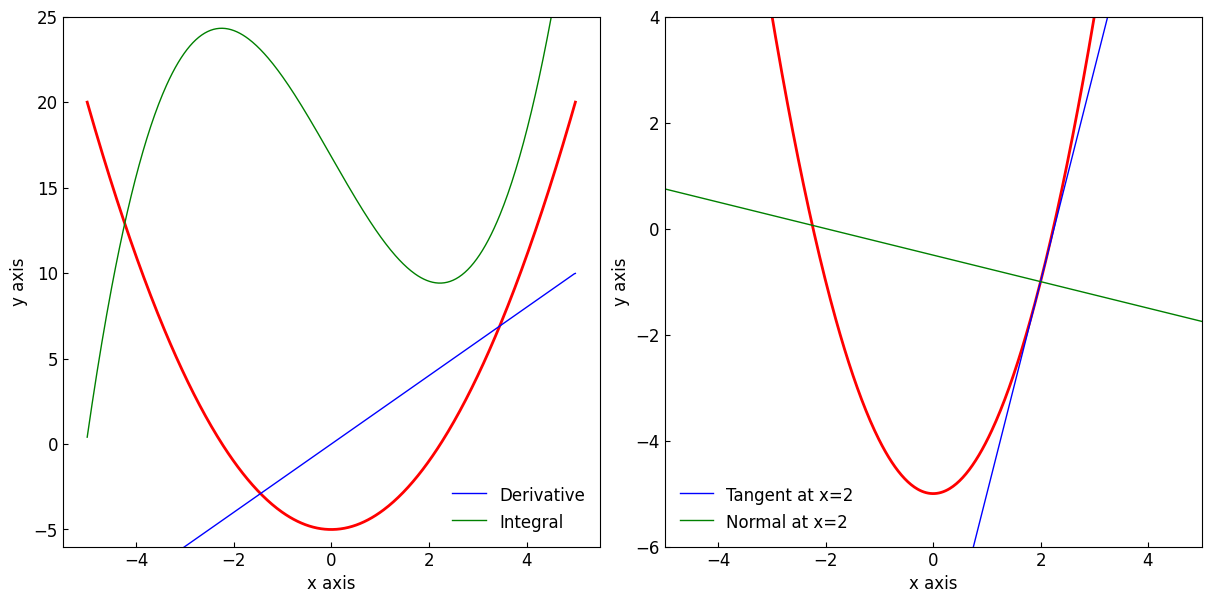 25
20
15
10
5
0
−5
y axis
−4 −2 0 2 4
x axis
Derivative
Integral
4
2
0
−2
−4
−6
y axis
−4 −2 0 2 4
x axis
Tangent at x=2
Normal at x=2